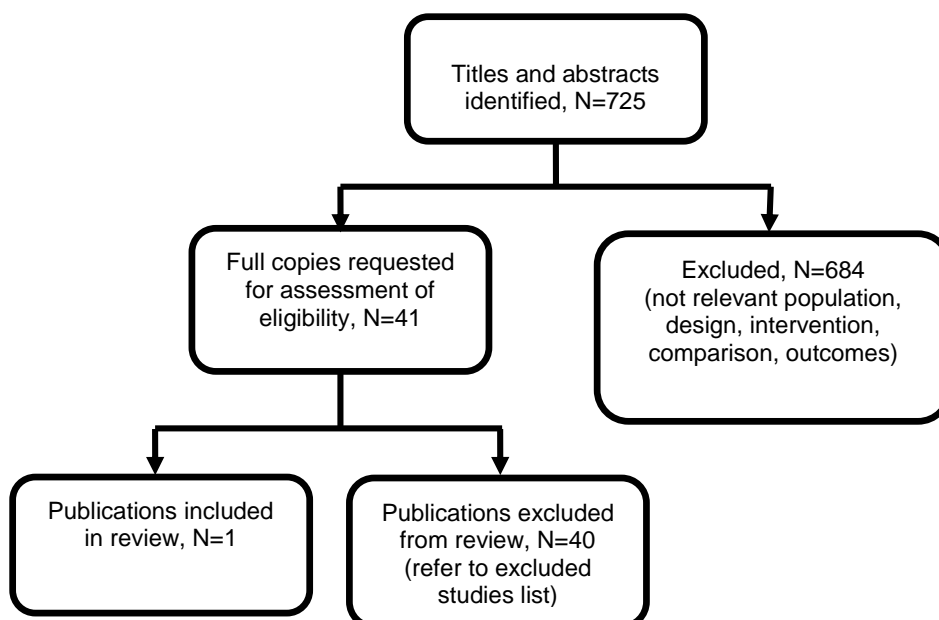 Titles and abstracts
identified, N=725
Full copies requested
for assessment of
eligibility, N=41
Excluded, N=684
(not relevant population,
design, intervention,
comparison, outcomes)
Publications included
in review, N=1
Publications excluded
from review, N=40
(refer to excluded
studies list)